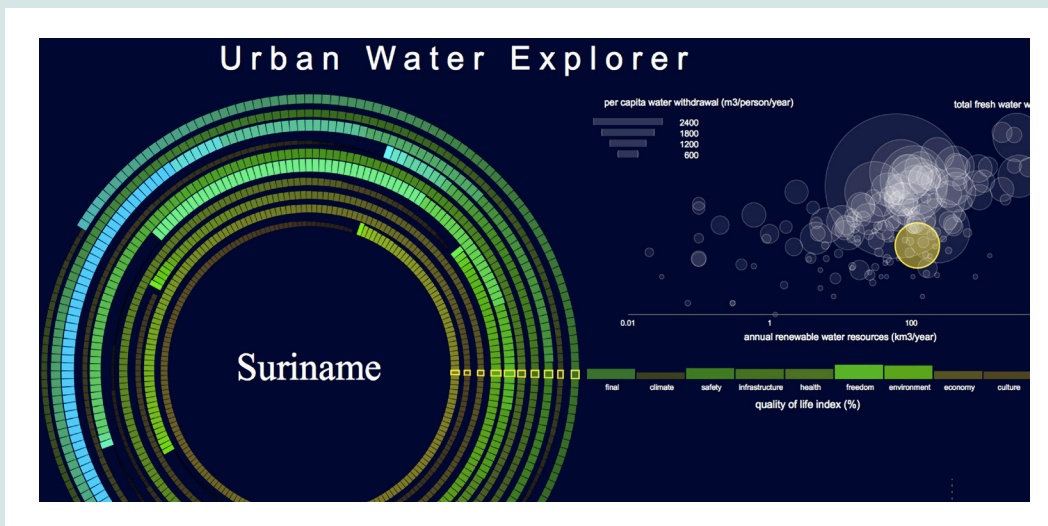 Urban Water Explorer
per capita water withdrawal (m3/person/year)
2400
1800
1200
600
total fresh water w
Suriname
0.01 1 100
annual renewable water resources (km3/year)
final climate safety infrastructure health freedom environment economy culture
quality of life index (%)